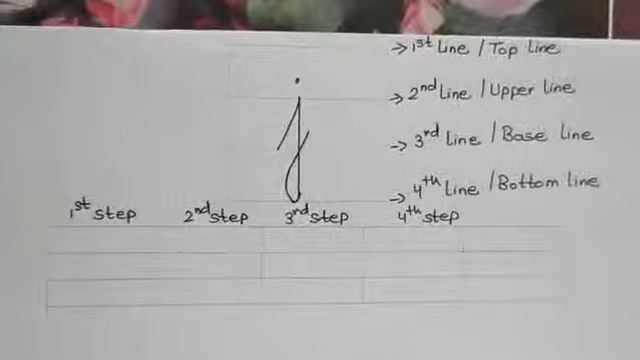 → 1st Line / Top line
j
→ 2nd Line / Upper line
→ 3rd Line / Base line
→ 4th Line / Bottom line
1st step 2nd step 3rd step 4th step